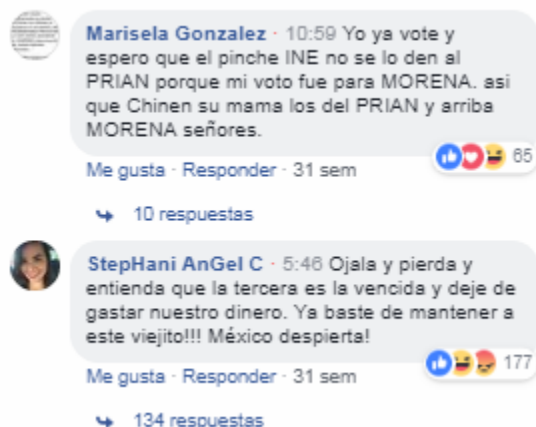 Marisela Gonzalez · 10:59 Yo ya vote y
espero que el pinche INE no se lo den al
PRIAN porque mi voto fue para MORENA. asi
que Chinen su mama los del PRIAN y arriba
MORENA señores.
65
Me gusta · Responder · 31 sem
10 respuestas
StepHani AnGel C · 5:46 Ojala y pierda y
entienda que la tercera es la vencida y deje de
gastar nuestro dinero. Ya baste de mantener a
este viejito!!! México despierta!
177
Me gusta · Responder · 31 sem
134 respuestas